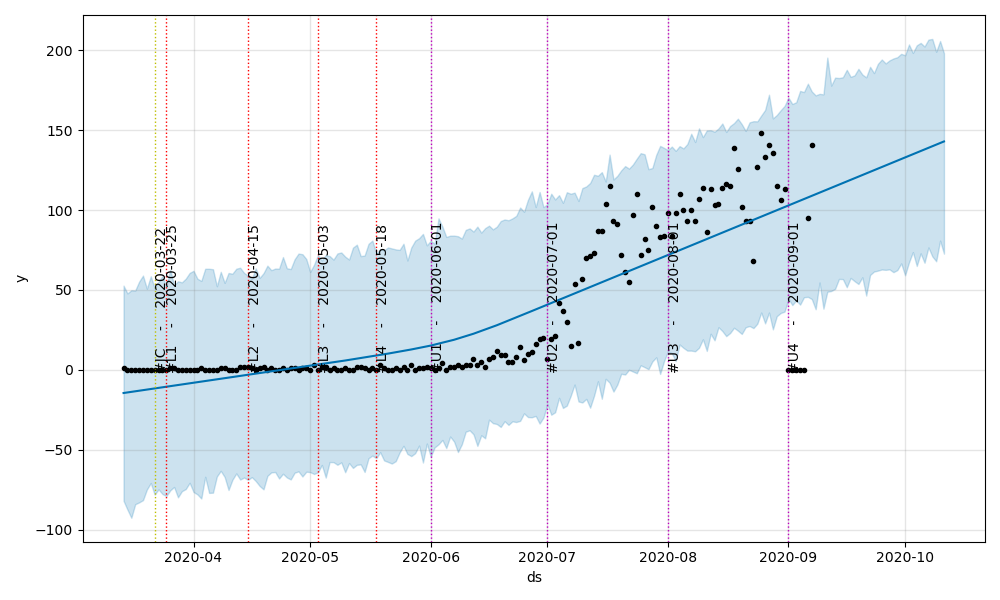 200
150
100
50
0
−50
−100
y
#JC - 2020-03-22
#L1 - 2020-03-25
#L2 - 2020-04-15
#L3 - 2020-05-03
#L4 - 2020-05-18
#U1 - 2020-06-01
#U2 - 2020-07-01
#U3 - 2020-08-01
#U4 - 2020-09-01
2020-04
2020-05
2020-06
2020-07
2020-08
2020-09
2020-10
ds